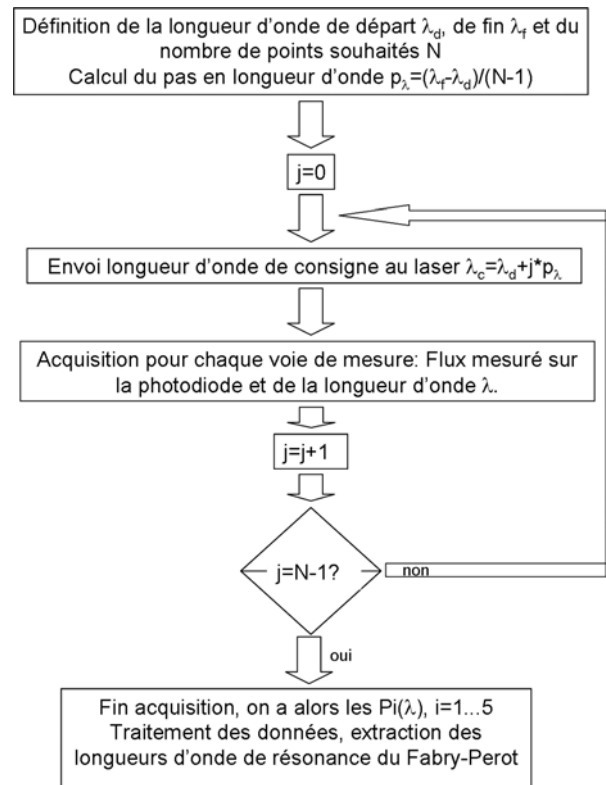 Définition de la longueur d'onde de départ λd, de fin λf et du
nombre de points souhaités N
Calcul du pas en longueur d'onde pλ=(λf-λd)/(N-1)
j=0
Envoi longueur d'onde de consigne au laser λc=λd+j*pλ
Acquisition pour chaque voie de mesure: Flux mesuré sur
la photodiode et de la longueur d'onde λ.
j=j+1
j=N-1?
non
oui
Fin acquisition, on a alors les Pi(λ), i=1...5
Traitement des données, extraction des
longueurs d'onde de résonance du Fabry-Perot